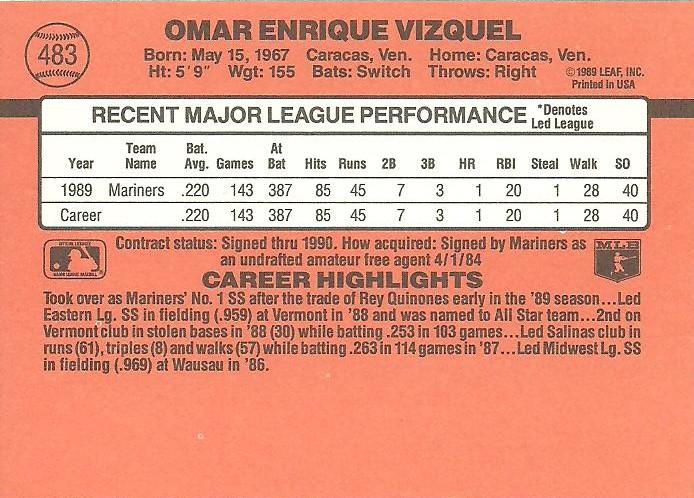 483
OMAR ENRIQUE VIZQUEL
Born: May 15, 1967 Caracas, Ven. Home: Caracas, Ven.
Ht: 5'9" Wgt: 155 Bats: Switch Throws: Right
©1989 LEAF, INC.
Printed in USA
RECENT MAJOR LEAGUE PERFORMANCE *Denotes Led League
Year Team Name Bat. Avg. Games At Bat Hits Runs 2B 3B HR RBI Steal Walk SO
1989 Mariners .220 143 387 85 45 7 3 1 20 1 28 40
Career .220 143 387 85 45 7 3 1 20 1 28 40
Contract status: Signed thru 1990. How acquired: Signed by Mariners as
an undrafted amateur free agent 4/1/84
MLB
CAREER HIGHLIGHTS
Took over as Mariners' No. 1 SS after the trade of Rey Quinones early in the '89 season...Led
Eastern Lg. SS in fielding (.959) at Vermont in '88 and was named to All Star team...2nd on
Vermont club in stolen bases in '88 (30) while batting .253 in 103 games...Led Salinas club in
runs (61), triples (8) and walks (57) while batting .263 in 114 games in '87...Led Midwest Lg. SS
in fielding (.969) at Wausau in '86.